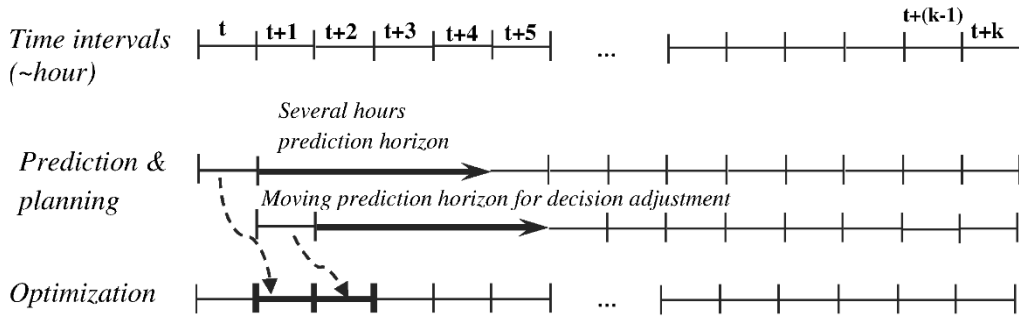 t t+1 t+2 t+3 t+4 t+5 ... t+(k-1) t+k
Time intervals
(~hour)
Several hours
prediction horizon
Prediction &
planning
Moving prediction horizon for decision adjustment
Optimization ...